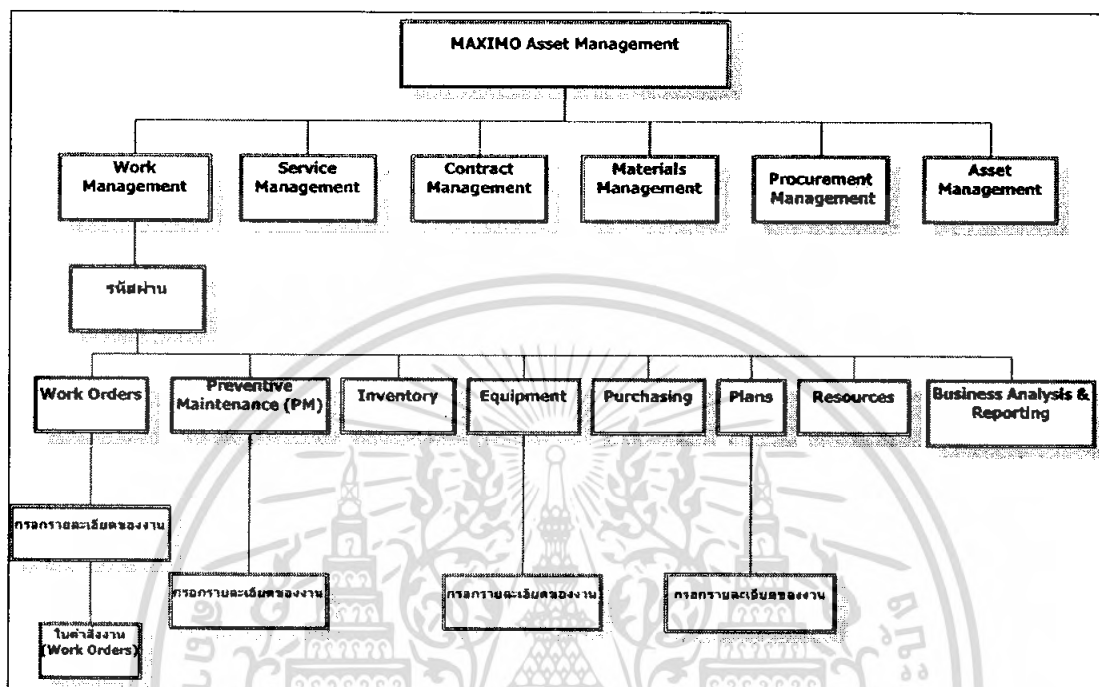 MAXIMO Asset Management
Work
Management
Service
Management
Contract
Management
Materials
Management
Procurement
Management
Asset
Management
รหัสผ่าน
Work Orders
Preventive
Maintenance (PM)
Inventory
Equipment
Purchasing
Plans
Resources
Business Analysis &
Reporting
กรอกรายละเอียดของงาน
กรอกรายละเอียดของงาน
กรอกรายละเอียดของงาน
กรอกรายละเอียดของงาน
ใบคำสั่งงาน
(Work Orders)